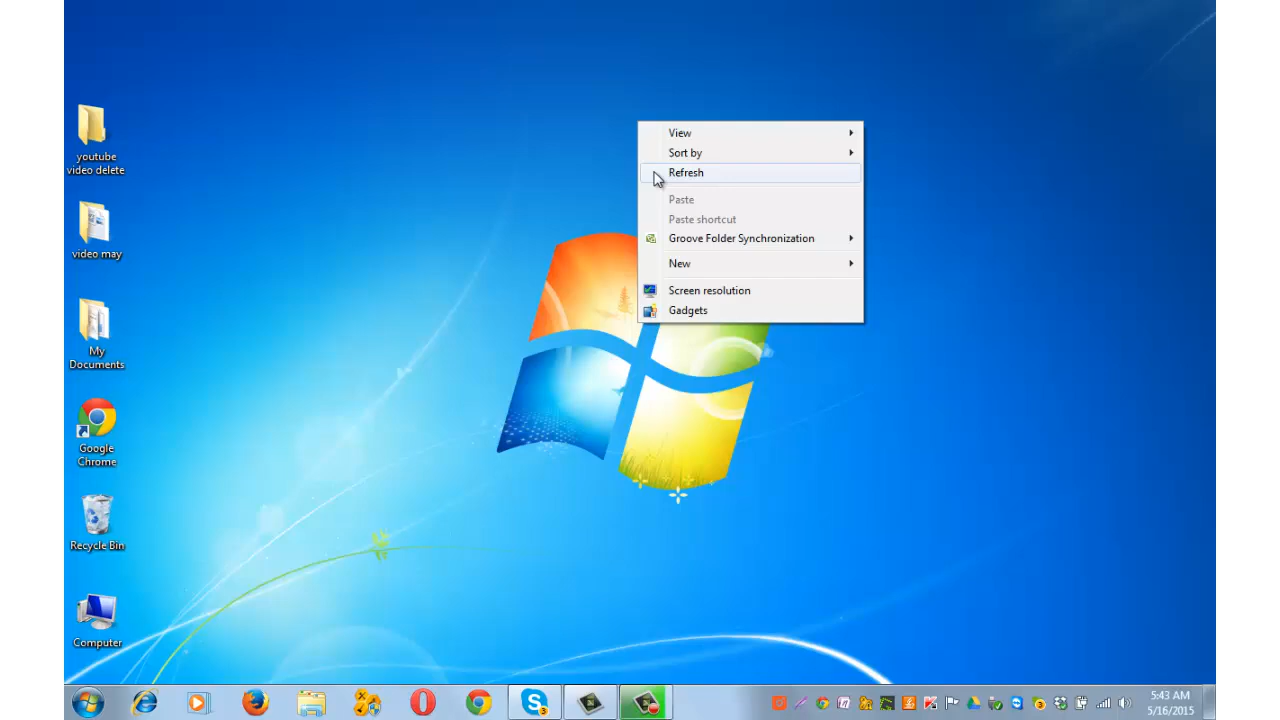 youtube
video delete
video may
My
Documents
Google
Chrome
Recycle Bin
Computer
View
Sort by
Refresh
Paste
Paste shortcut
Groove Folder Synchronization
New
Screen resolution
Gadgets
5:43 AM
5/16/2015